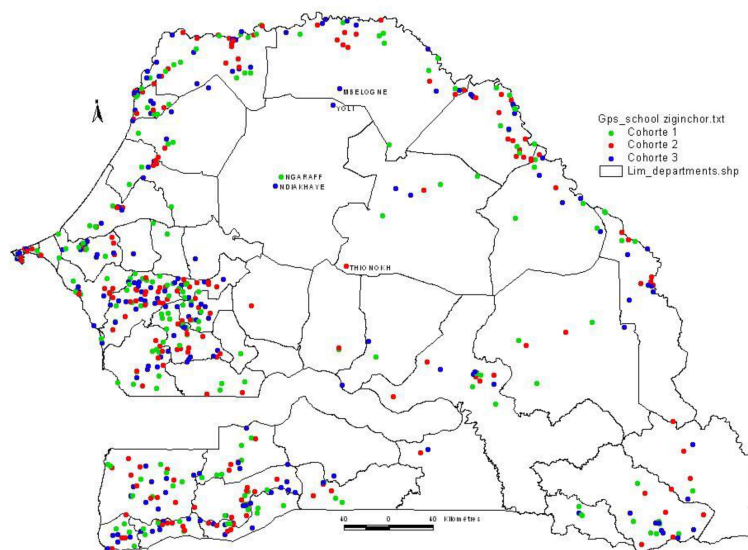 MBELOGNE
YOLI
Gps_school ziginchor.txt
Cohorte 1
Cohorte 2
Cohorte 3
Lim_departments.shp
NGARAFF
NDIAKHAYE
THIONOKH
40 0 40 Kilometres